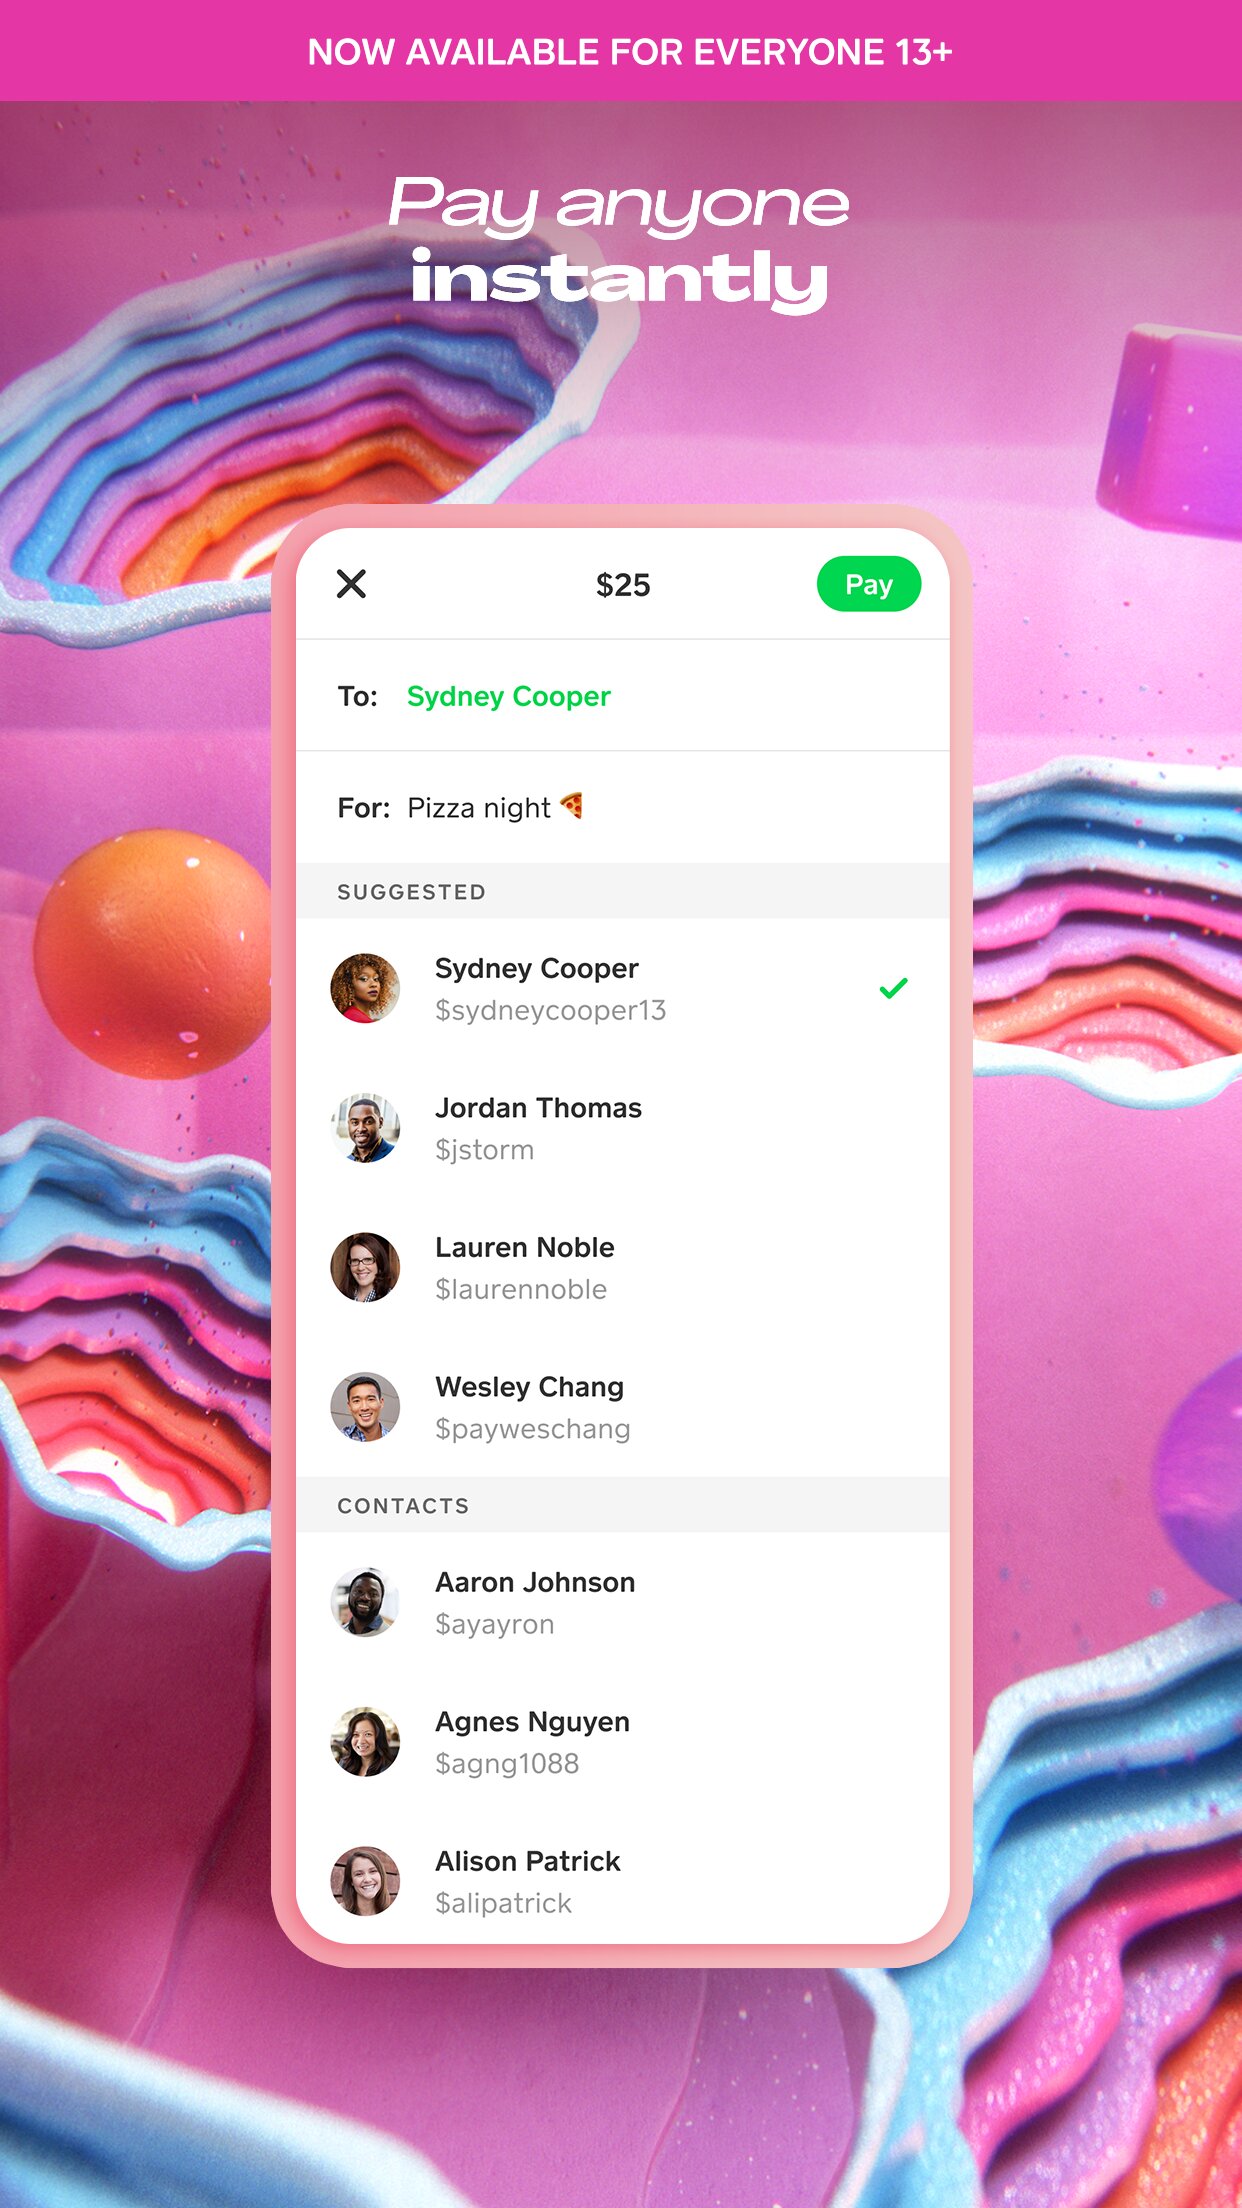 NOW AVAILABLE FOR EVERYONE 13+
Pay anyone
instantly
$25
Pay
To: Sydney Cooper
For: Pizza night 🍕
SUGGESTED
Sydney Cooper
$sydneycooper13
Jordan Thomas
$jstorm
Lauren Noble
$laurennoble
Wesley Chang
$payweschang
CONTACTS
Aaron Johnson
$ayayron
Agnes Nguyen
$agng1088
Alison Patrick
$alipatrick